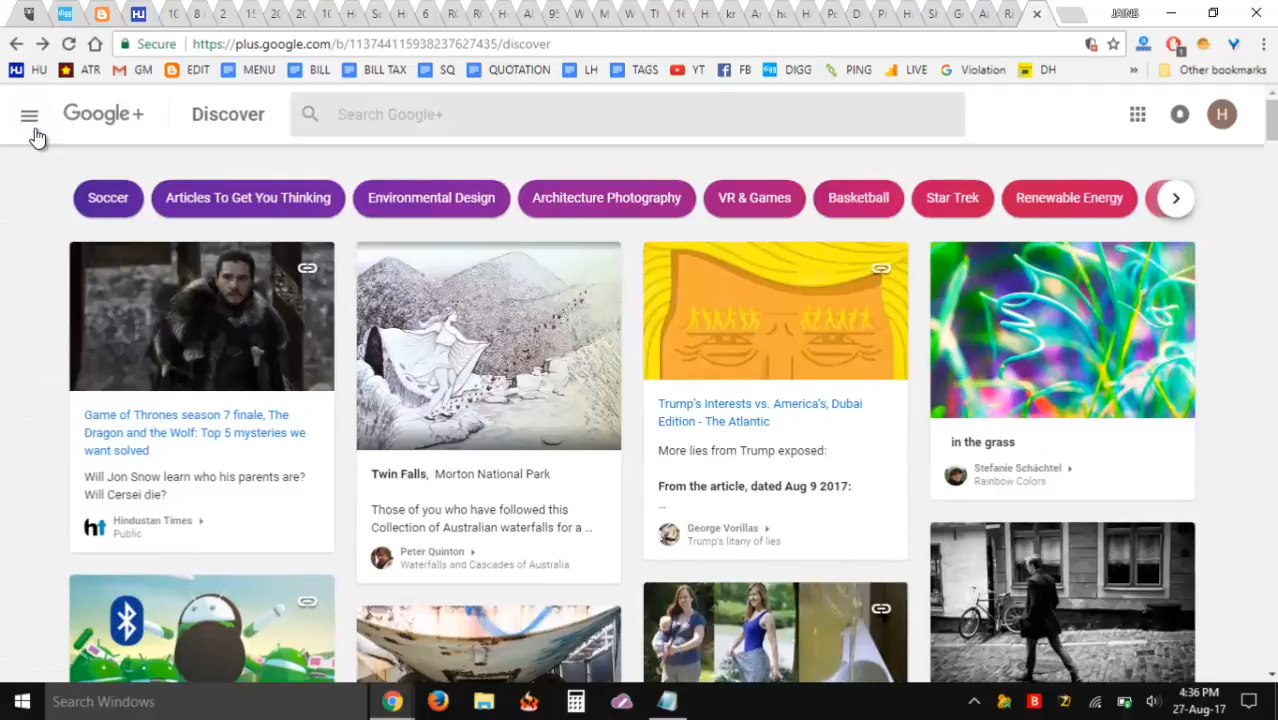 JAINS
Secure https://plus.google.com/b/113744115938237627435/discover
HU ATR GM EDIT MENU BILL BILL TAX SQ QUOTATION LH TAGS YT FB DIGG PING LIVE Violation DH » Other bookmarks
Google+ Discover Search Google+ H
Soccer Articles To Get You Thinking Environmental Design Architecture Photography VR & Games Basketball Star Trek Renewable Energy
Game of Thrones season 7 finale, The
Dragon and the Wolf: Top 5 mysteries we
want solved
Will Jon Snow learn who his parents are?
Will Cersei die?
ht Hindustan Times
Public
Twin Falls, Morton National Park
Those of you who have followed this
Collection of Australian waterfalls for a ...
Peter Quinton
Waterfalls and Cascades of Australia
Trump's Interests vs. America's, Dubai
Edition - The Atlantic
More lies from Trump exposed:
From the article, dated Aug 9 2017:
...
George Vorillas
Trump's litany of lies
in the grass
Stefanie Schächtel
Rainbow Colors
Search Windows
4:36 PM
27-Aug-17